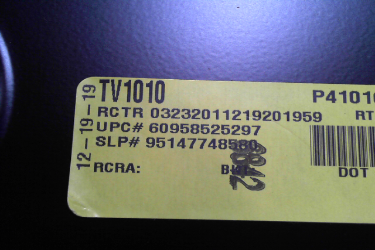 12-19-19
TV1010
RCTR 03232011219201959
UPC# 60958525297
SLP# 95147748580
RCRA:
P4101
RT
DOT